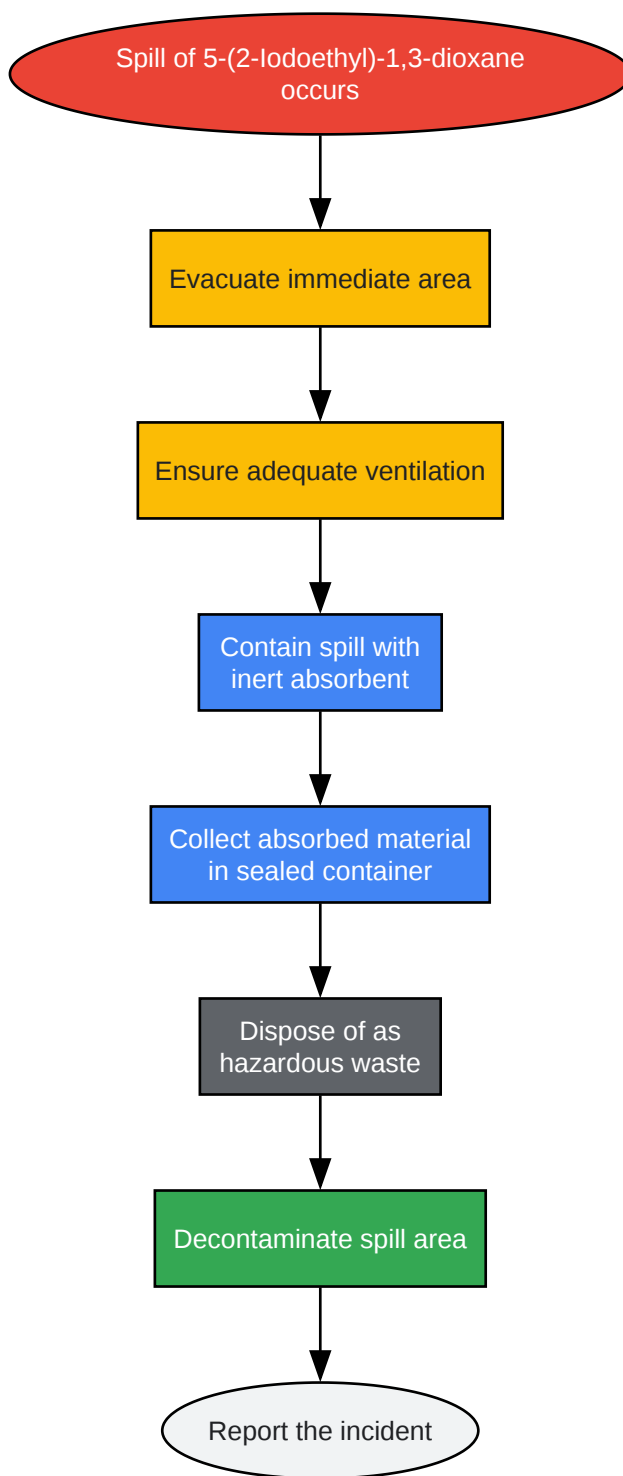 Spill of 5-(2-Iodoethyl)-1,3-dioxane
occurs
Evacuate immediate area
Ensure adequate ventilation
Contain spill with
inert absorbent
Collect absorbed material
in sealed container
Dispose of as
hazardous waste
Decontaminate spill area
Report the incident